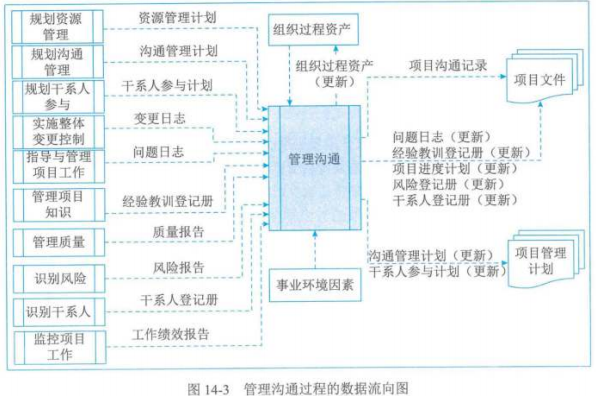 规划资源
管理
资源管理计划
组织过程资产
规划沟通
管理
沟通管理计划
组织过程资产
（更新）
项目沟通记录
项目文件
规划干系人
参与
干系人参与计划
实施整体
变更控制
变更日志
指导与管理
项目工作
问题日志
管理沟通
问题日志（更新）
经验教训登记册（更新）
项目进度计划（更新）
风险登记册（更新）
干系人登记册（更新）
管理项目
知识
经验教训登记册
管理质量
质量报告
沟通管理计划（更新）
干系人参与计划（更新）
项目管理
计划
识别风险
风险报告
事业环境因素
识别干系人
干系人登记册
监控项目
工作
工作绩效报告
图 14-3 管理沟通过程的数据流向图